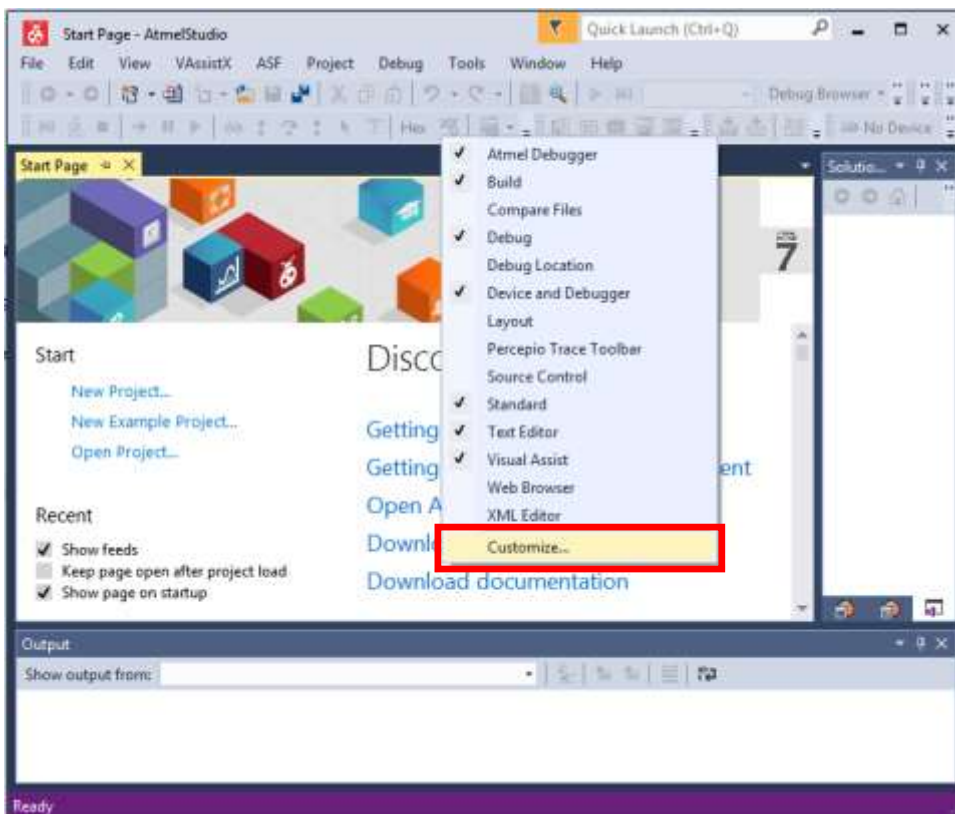 Start Page - AtmelStudio
Quick Launch (Ctrl+Q)
File Edit View VAssistX ASF Project Debug Tools Window Help
Debug Browser
Hex
No Device
Start Page
Solutio...
7
Atmel Debugger
Build
Compare Files
Debug
Debug Location
Device and Debugger
Layout
Percepio Trace Toolbar
Source Control
Standard
Text Editor
Visual Assist
Web Browser
XML Editor
Customize...
Start
New Project...
New Example Project...
Open Project...
Recent
Show feeds
Keep page open after project load
Show page on startup
Disco
Getting
Getting ent
Open A
Downl
Download documentation
Output
Show output from:
Ready